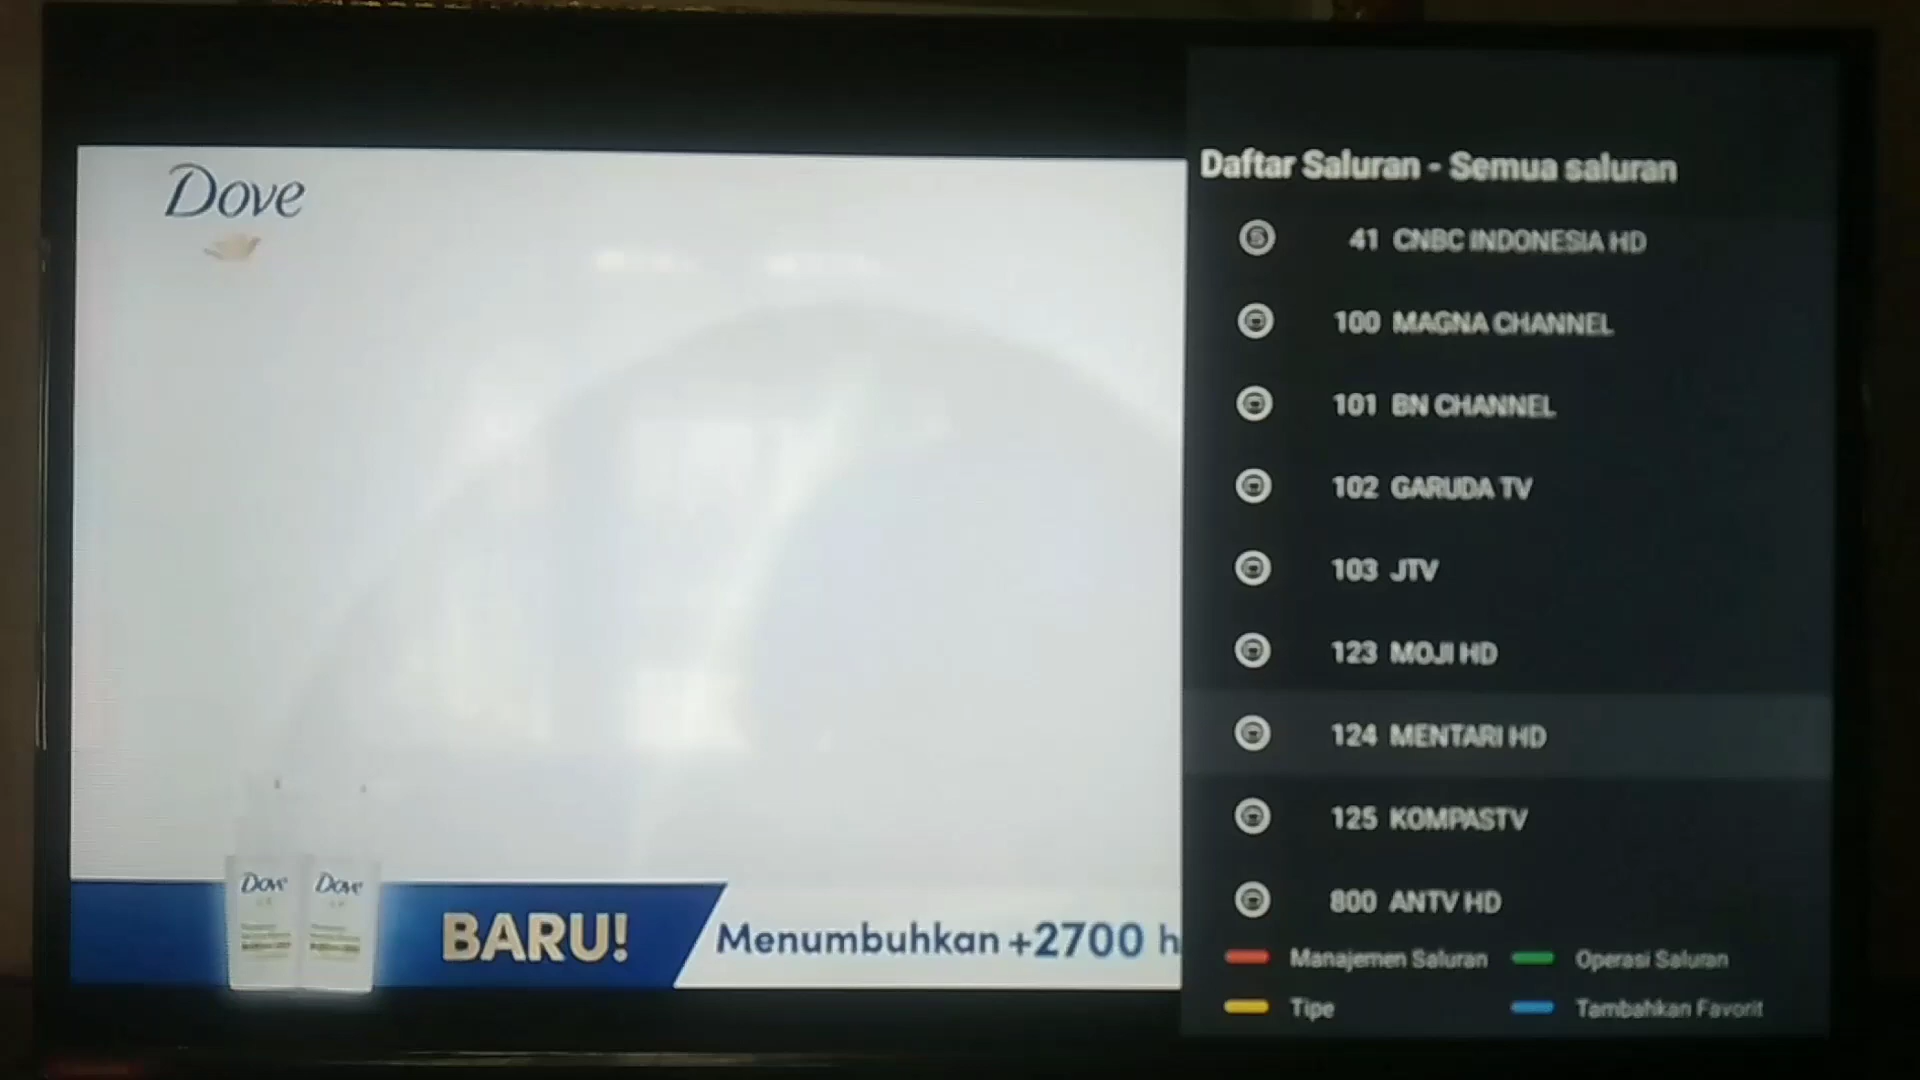 Dove
Daftar Saluran - Semua saluran
41 CNBC INDONESIA HD
100 MAGNA CHANNEL
101 BN CHANNEL
102 GARUDA TV
103 JTV
123 MOJI HD
124 MENTARI HD
125 KOMPASTV
800 ANTV HD
Manajemen Saluran
Operasi Saluran
Tipe
Tambahkan Favorit
Dove Dove
BARU!
Menumbuhkan +2700 h